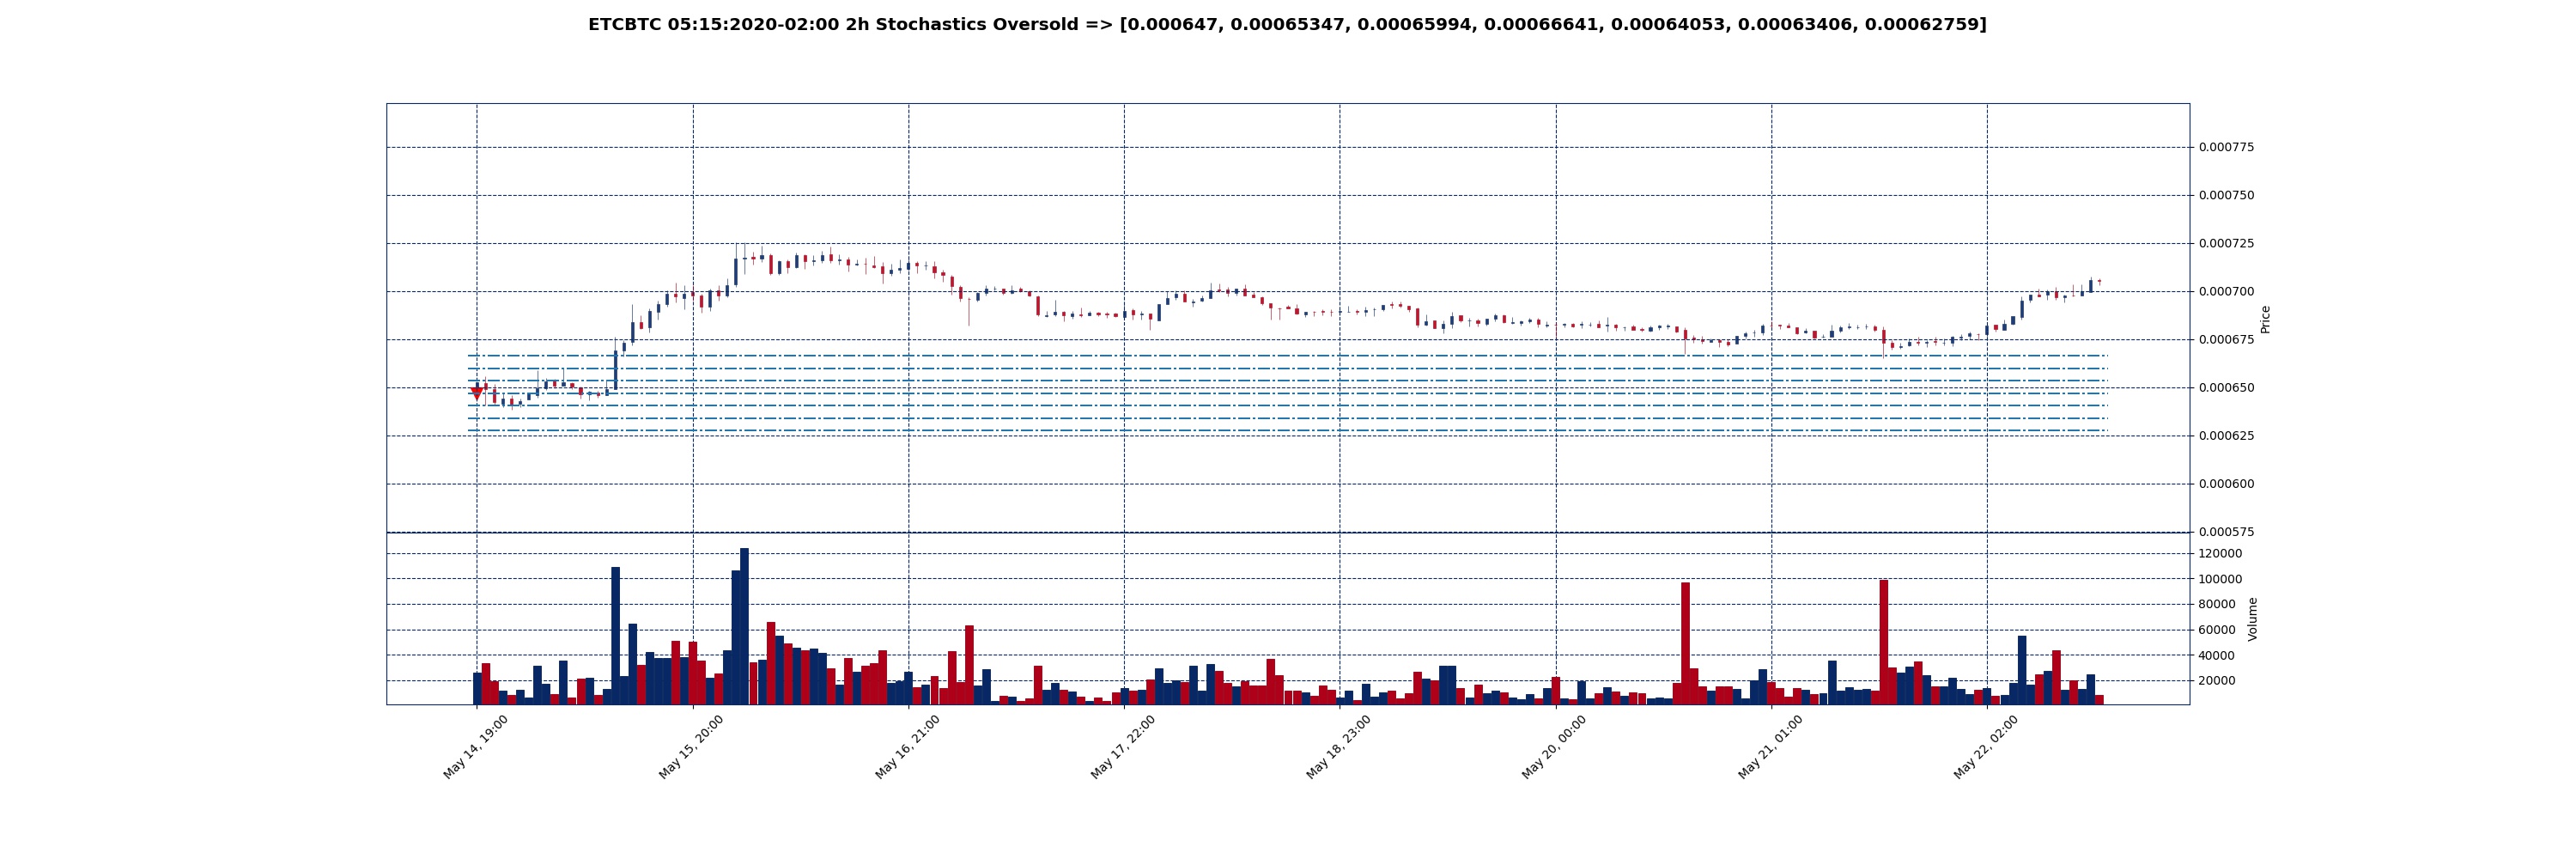 ETCBTC 05:15:2020-02:00 2h Stochastics Oversold => [0.000647, 0.00065347, 0.00065994, 0.00066641, 0.00064053, 0.00063406, 0.00062759]
0.000775
0.000750
0.000725
0.000700
0.000675
0.000650
0.000625
0.000600
0.000575
Price
120000
100000
80000
60000
40000
20000
Volume
May 14, 19:00
May 15, 20:00
May 16, 21:00
May 17, 22:00
May 18, 23:00
May 20, 00:00
May 21, 01:00
May 22, 02:00